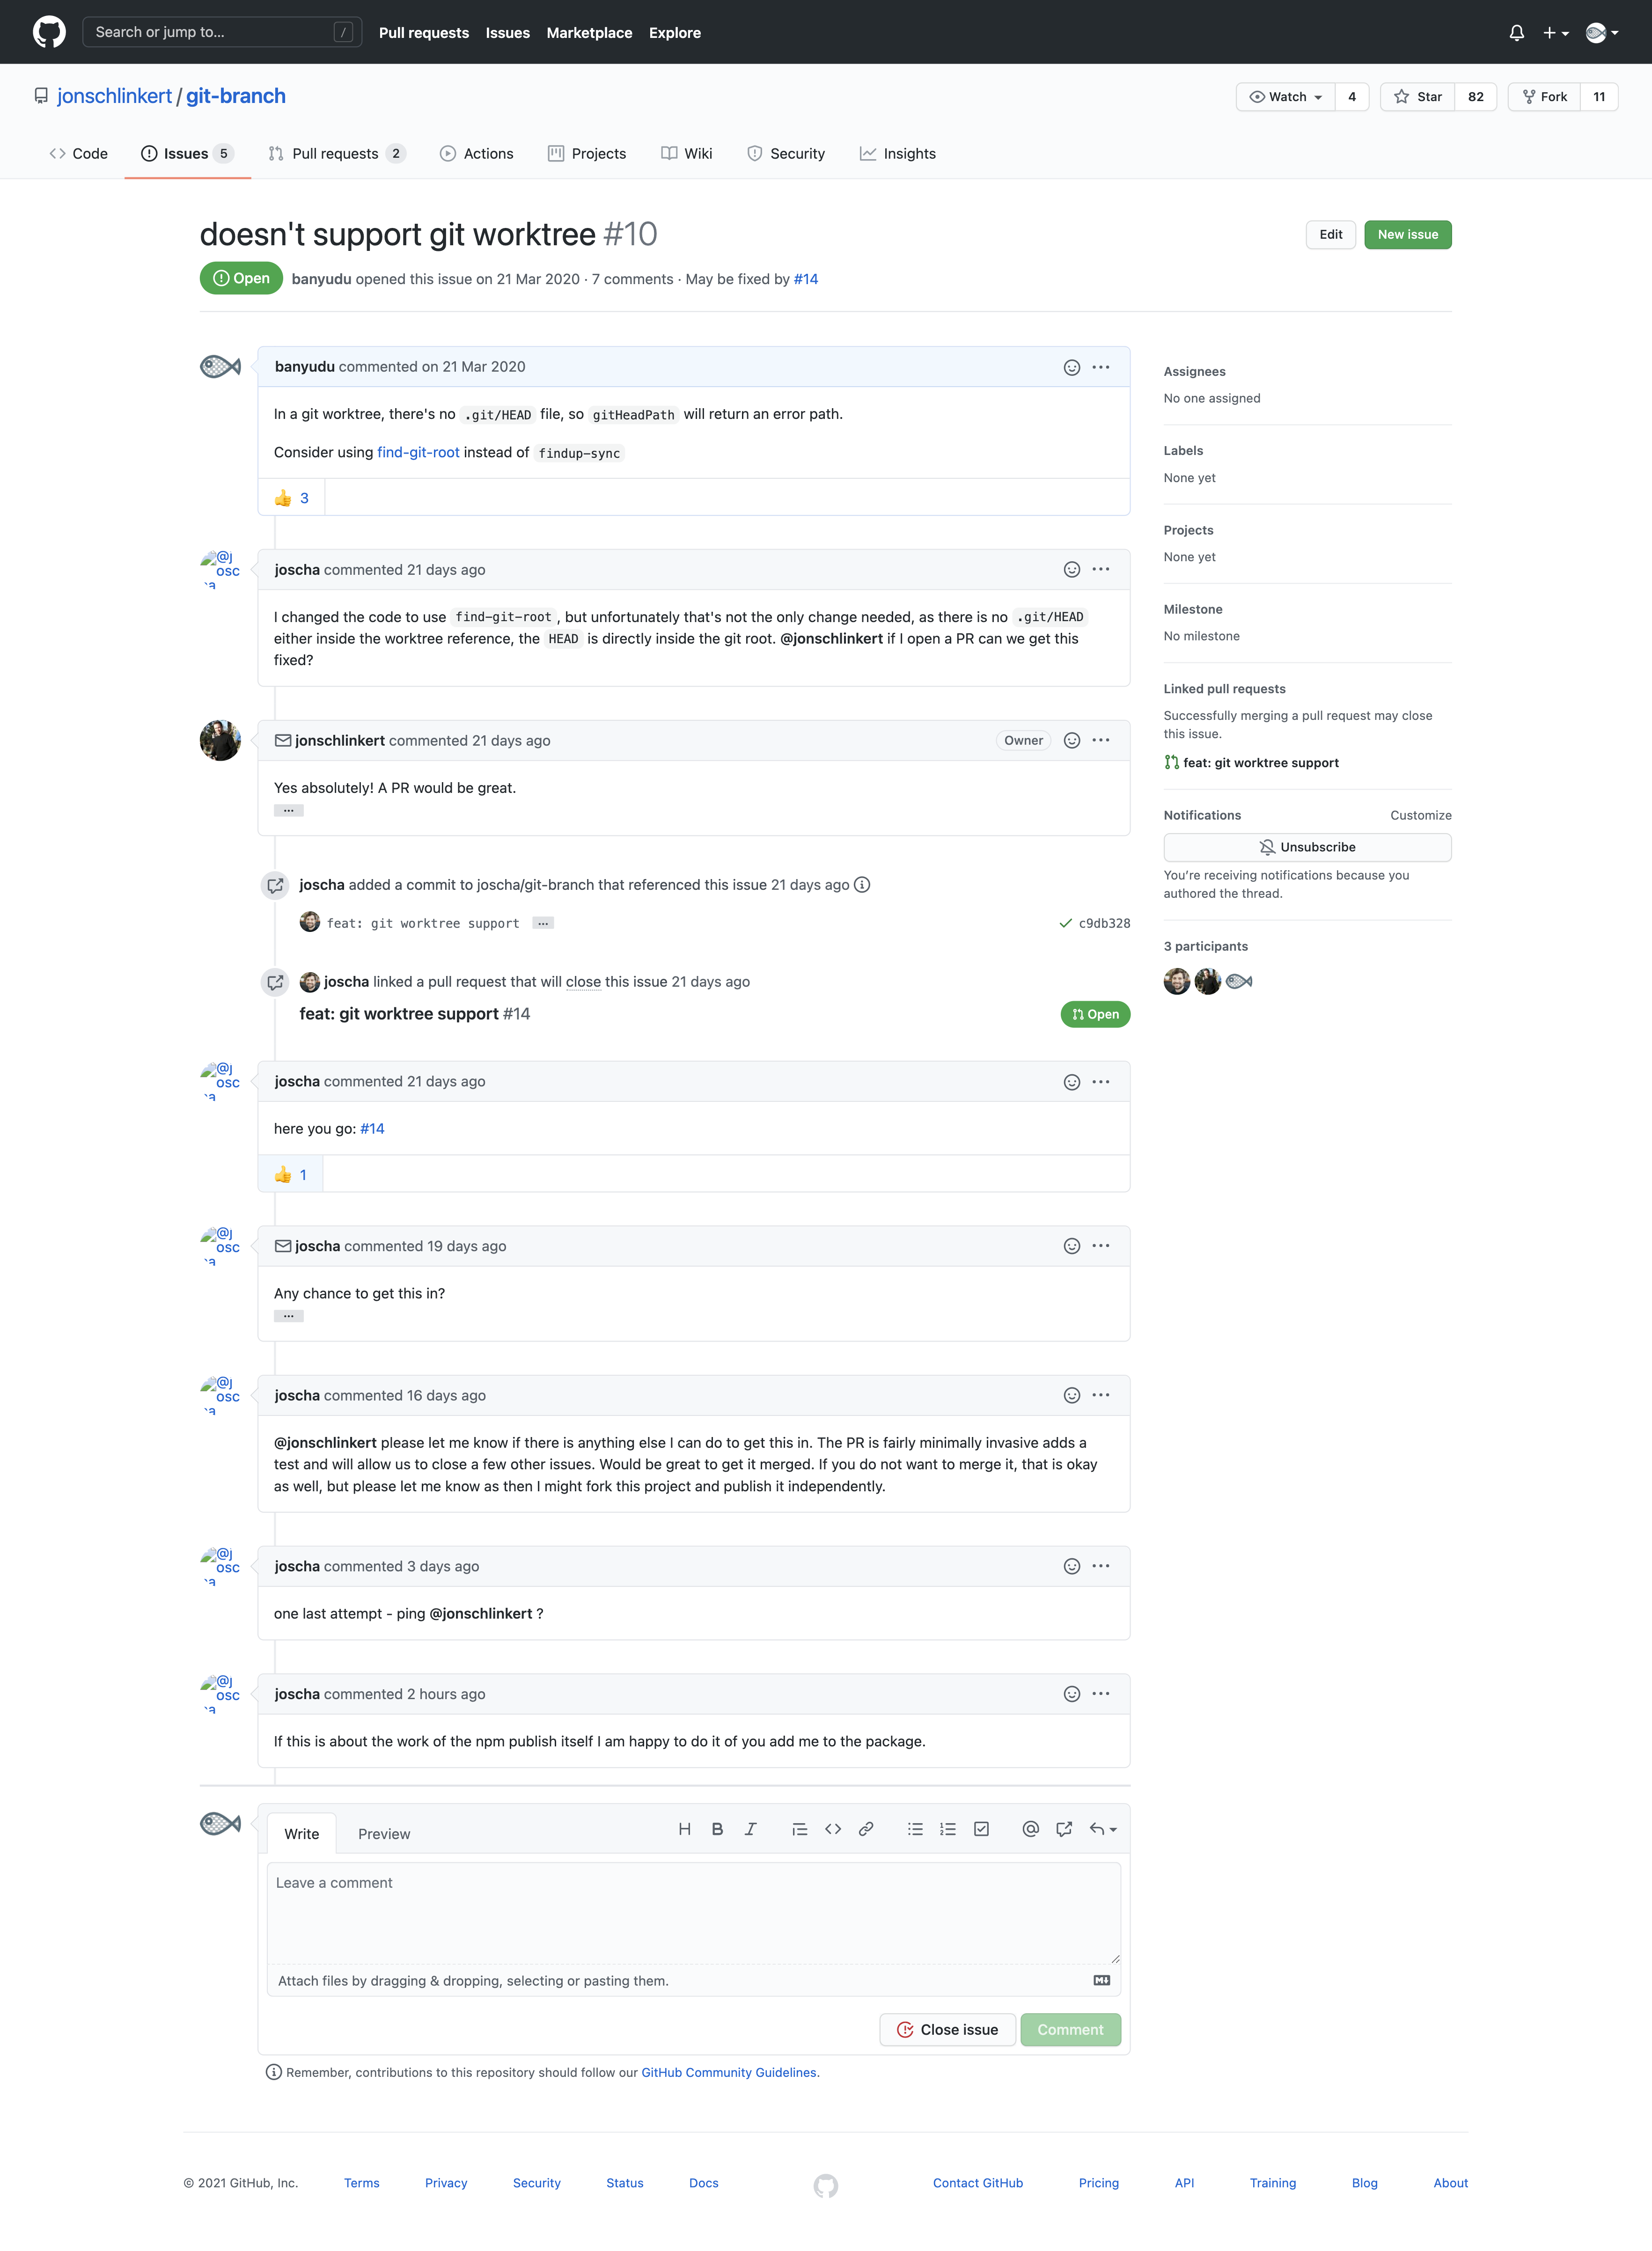 Search or jump to...
/
Pull requests
Issues
Marketplace
Explore
jonschlinkert / git-branch
Watch
4
Star
82
Fork
11
Code
Issues 5
Pull requests 2
Actions
Projects
Wiki
Security
Insights
doesn't support git worktree #10
Edit
New issue
Open
banyudu opened this issue on 21 Mar 2020 · 7 comments · May be fixed by #14
banyudu commented on 21 Mar 2020
In a git worktree, there's no .git/HEAD file, so gitHeadPath will return an error path.
Consider using find-git-root instead of findup-sync
👍 3
@j
osc
joscha commented 21 days ago
I changed the code to use find-git-root , but unfortunately that's not the only change needed, as there is no .git/HEAD
either inside the worktree reference, the HEAD is directly inside the git root. @jonschlinkert if I open a PR can we get this
fixed?
jonschlinkert commented 21 days ago
Owner
Yes absolutely! A PR would be great.
...
joscha added a commit to joscha/git-branch that referenced this issue 21 days ago
feat: git worktree support ...
c9db328
joscha linked a pull request that will close this issue 21 days ago
feat: git worktree support #14
Open
@j
osc
joscha commented 21 days ago
here you go: #14
👍 1
@j
osc
joscha commented 19 days ago
Any chance to get this in?
...
@j
osc
joscha commented 16 days ago
@jonschlinkert please let me know if there is anything else I can do to get this in. The PR is fairly minimally invasive adds a
test and will allow us to close a few other issues. Would be great to get it merged. If you do not want to merge it, that is okay
as well, but please let me know as then I might fork this project and publish it independently.
@j
osc
joscha commented 3 days ago
one last attempt - ping @jonschlinkert ?
@j
osc
joscha commented 2 hours ago
If this is about the work of the npm publish itself I am happy to do it of you add me to the package.
Write
Preview
Leave a comment
Attach files by dragging & dropping, selecting or pasting them.
Close issue
Comment
Remember, contributions to this repository should follow our GitHub Community Guidelines.
Assignees
No one assigned
Labels
None yet
Projects
None yet
Milestone
No milestone
Linked pull requests
Successfully merging a pull request may close
this issue.
feat: git worktree support
Notifications
Customize
Unsubscribe
You're receiving notifications because you
authored the thread.
3 participants
© 2021 GitHub, Inc.
Terms
Privacy
Security
Status
Docs
Contact GitHub
Pricing
API
Training
Blog
About